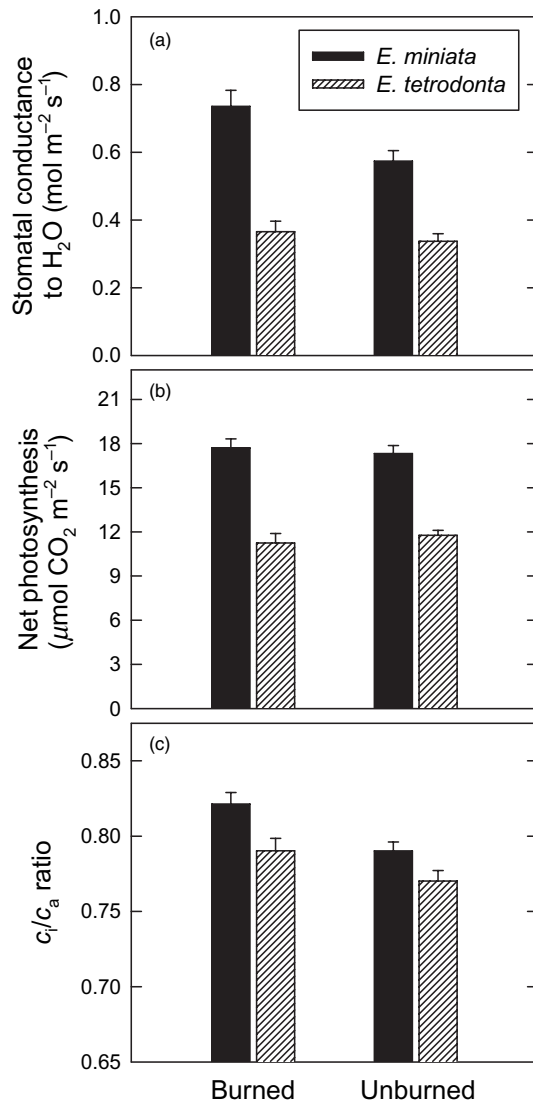 (a)
E. miniata
E. tetrodonta
Stomatal conductance
to H₂O (mol m⁻² s⁻¹)
1.0
0.8
0.6
0.4
0.2
0.0
(b)
Net photosynthesis
(μmol CO₂ m⁻² s⁻¹)
21
18
15
12
9
6
3
0
(c)
cᵢ/cₐ ratio
0.85
0.80
0.75
0.70
0.65
Burned Unburned